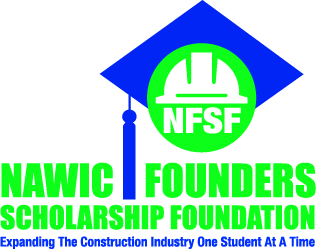 NFSF
NAWIC FOUNDERS
SCHOLARSHIP FOUNDATION
Expanding The Construction Industry One Student At A Time